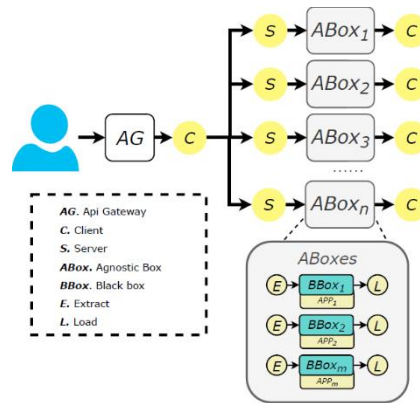 S ABox1 C
S ABox2 C
AG C S ABox3 C
......
S ABoxn C
AG. Api Gateway
C. Client
S. Server
ABox. Agnostic Box
BBox. Black box
E. Extract
L. Load
ABoxes
E BBox1 L
APP1
E BBox2 L
APP2
E BBoxm L
APPm